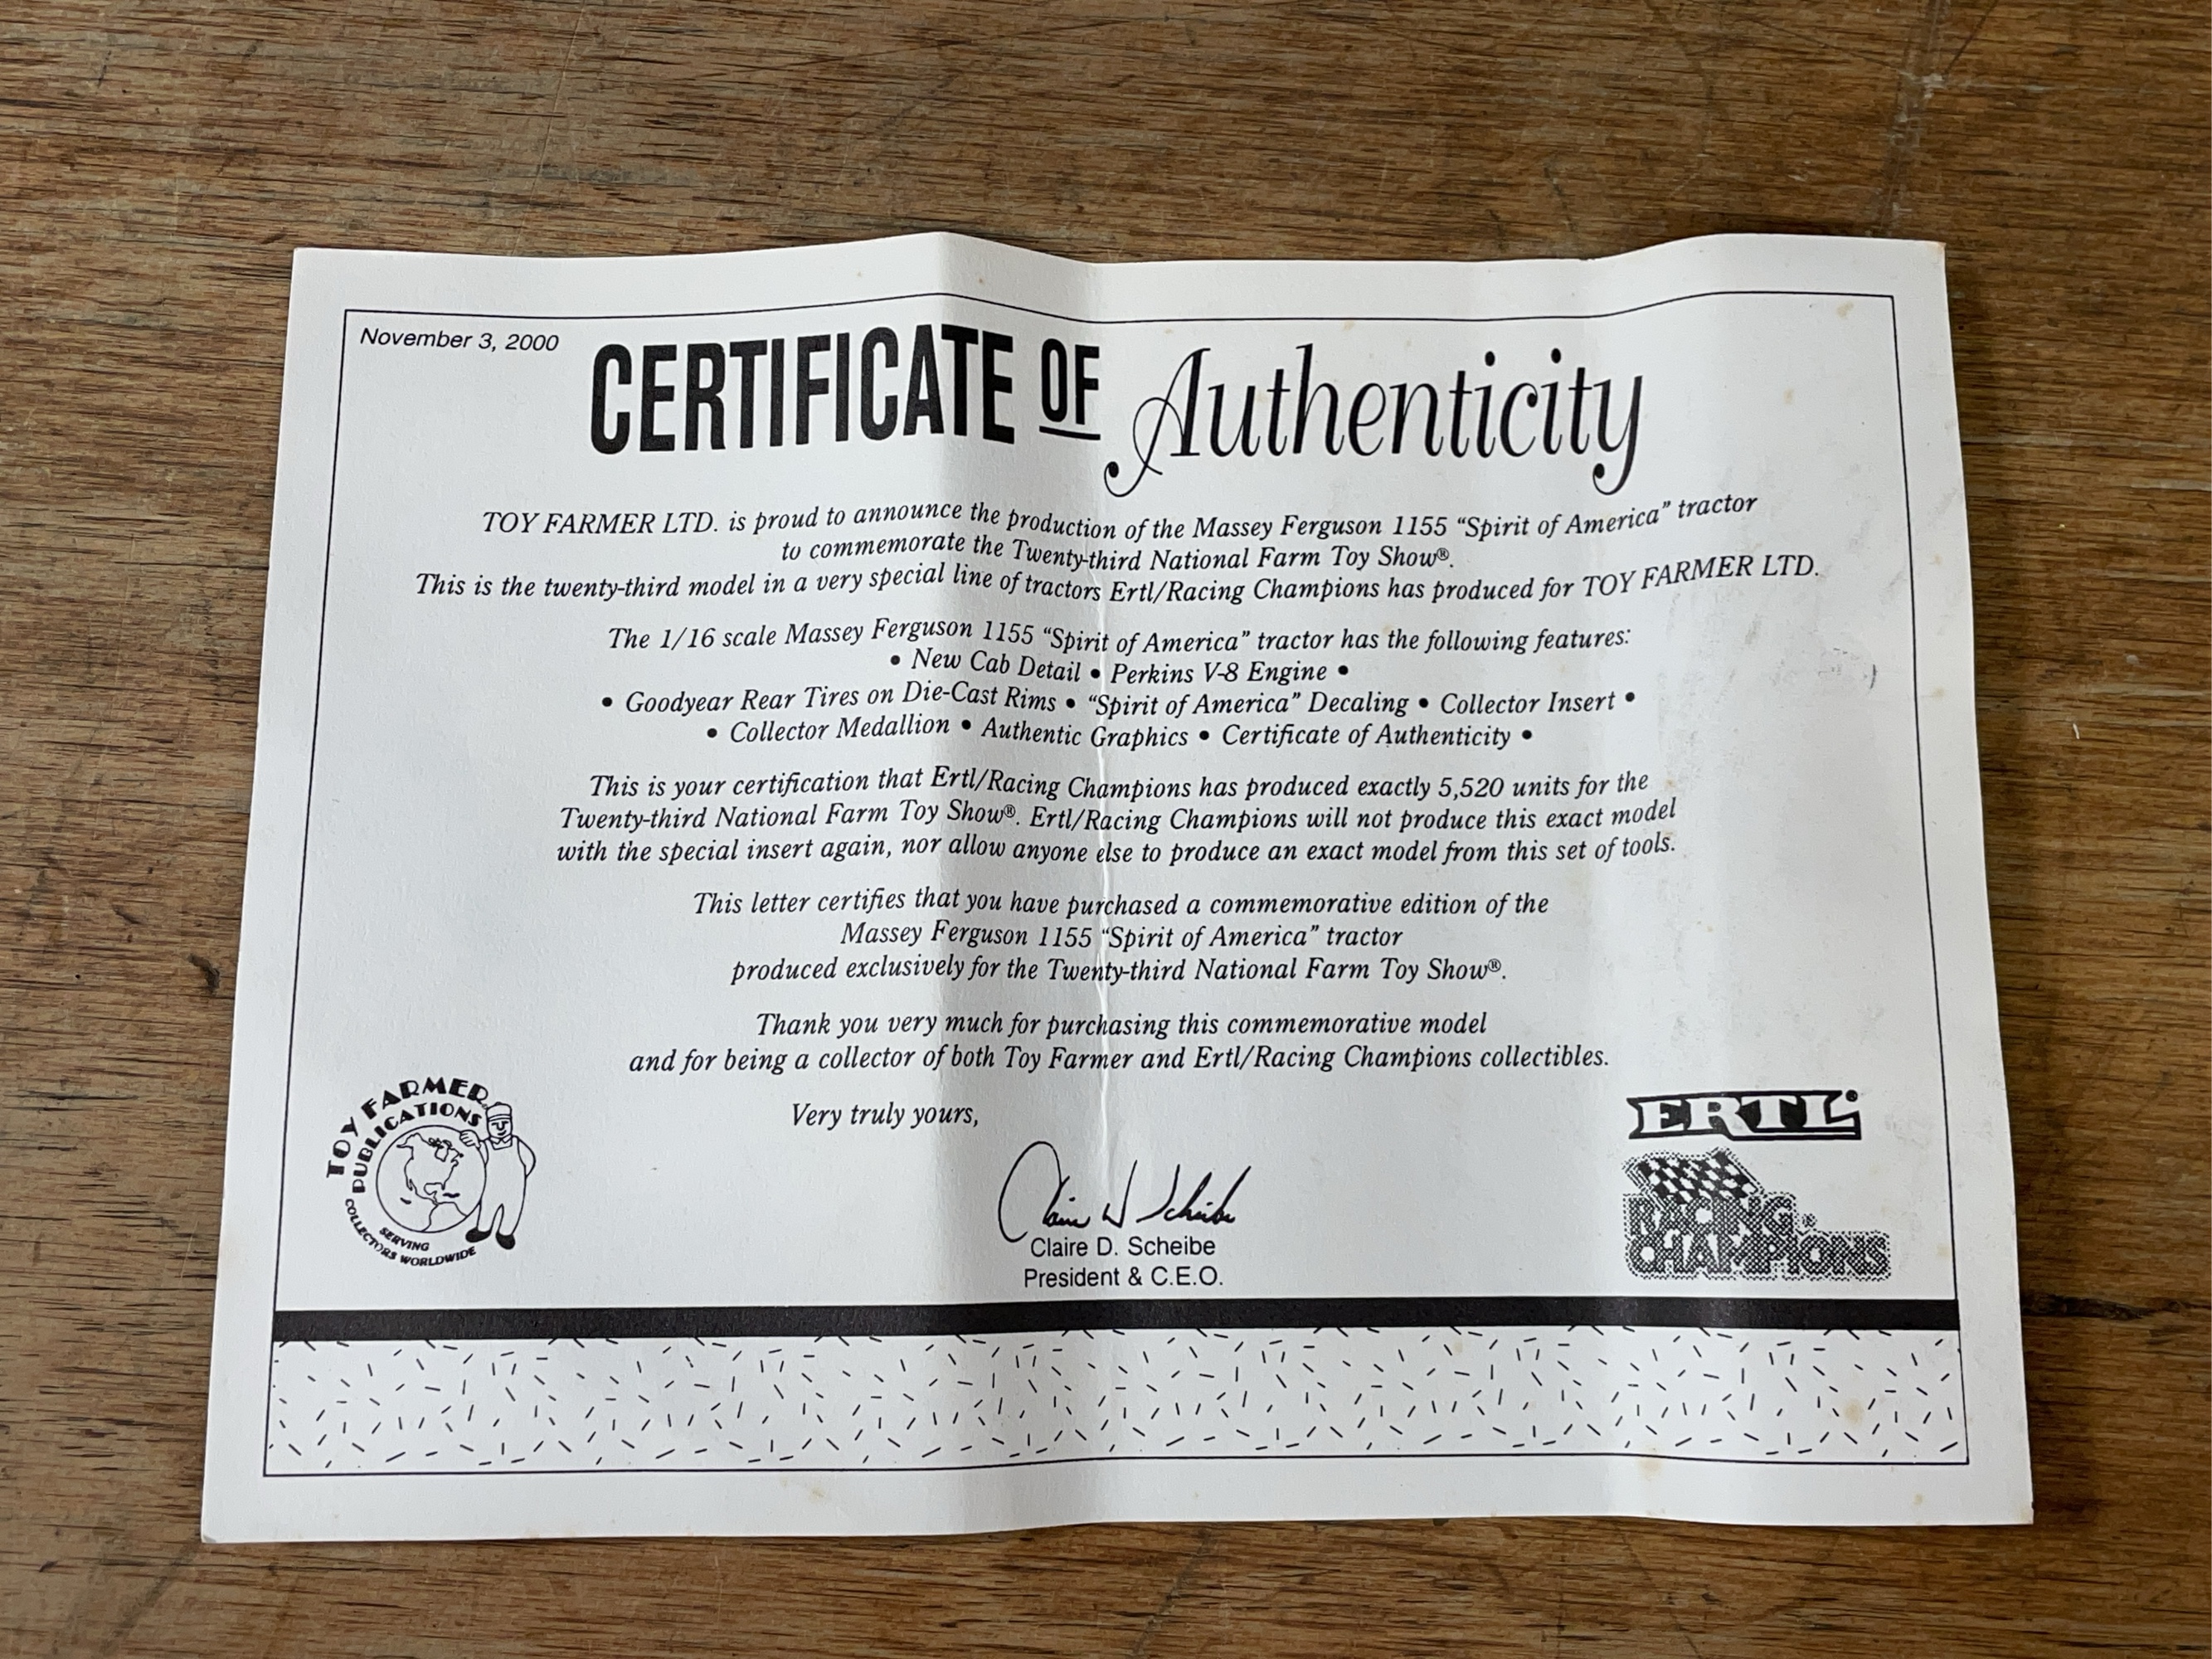 November 3, 2000
CERTIFICATE OF Authenticity
TOY FARMER LTD. is proud to announce the production of the Massey Ferguson 1155 “Spirit of America” tractor
to commemorate the Twenty-third National Farm Toy Show®.
This is the twenty-third model in a very special line of tractors Ertl/Racing Champions has produced for TOY FARMER LTD.
The 1/16 scale Massey Ferguson 1155 “Spirit of America” tractor has the following features:
• New Cab Detail • Perkins V-8 Engine •
• Goodyear Rear Tires on Die-Cast Rims • “Spirit of America” Decaling • Collector Insert •
• Collector Medallion • Authentic Graphics • Certificate of Authenticity •
This is your certification that Ertl/Racing Champions has produced exactly 5,520 units for the
Twenty-third National Farm Toy Show®. Ertl/Racing Champions will not produce this exact model
with the special insert again, nor allow anyone else to produce an exact model from this set of tools.
This letter certifies that you have purchased a commemorative edition of the
Massey Ferguson 1155 “Spirit of America” tractor
produced exclusively for the Twenty-third National Farm Toy Show®.
Thank you very much for purchasing this commemorative model
and for being a collector of both Toy Farmer and Ertl/Racing Champions collectibles.
Very truly yours,
Claire D. Scheibe
Claire D. Scheibe
President & C.E.O.
TOY FARMER
PUBLICATIONS
SERVING
COLLECTORS WORLDWIDE
ERTL®
RACING
CHAMPIONS